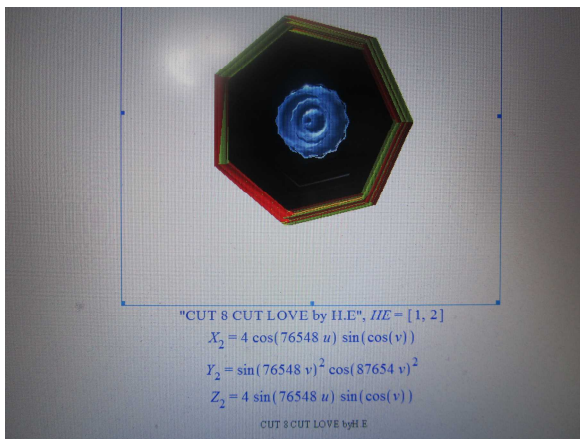 "CUT 8 CUT LOVE by H.E", HE = [1, 2]
X₂ = 4 cos(76548 u) sin(cos(v))
Y₂ = sin(76548 v)² cos(87654 v)²
Z₂ = 4 sin(76548 u) sin(cos(v))
CUT 8 CUT LOVE byH.E